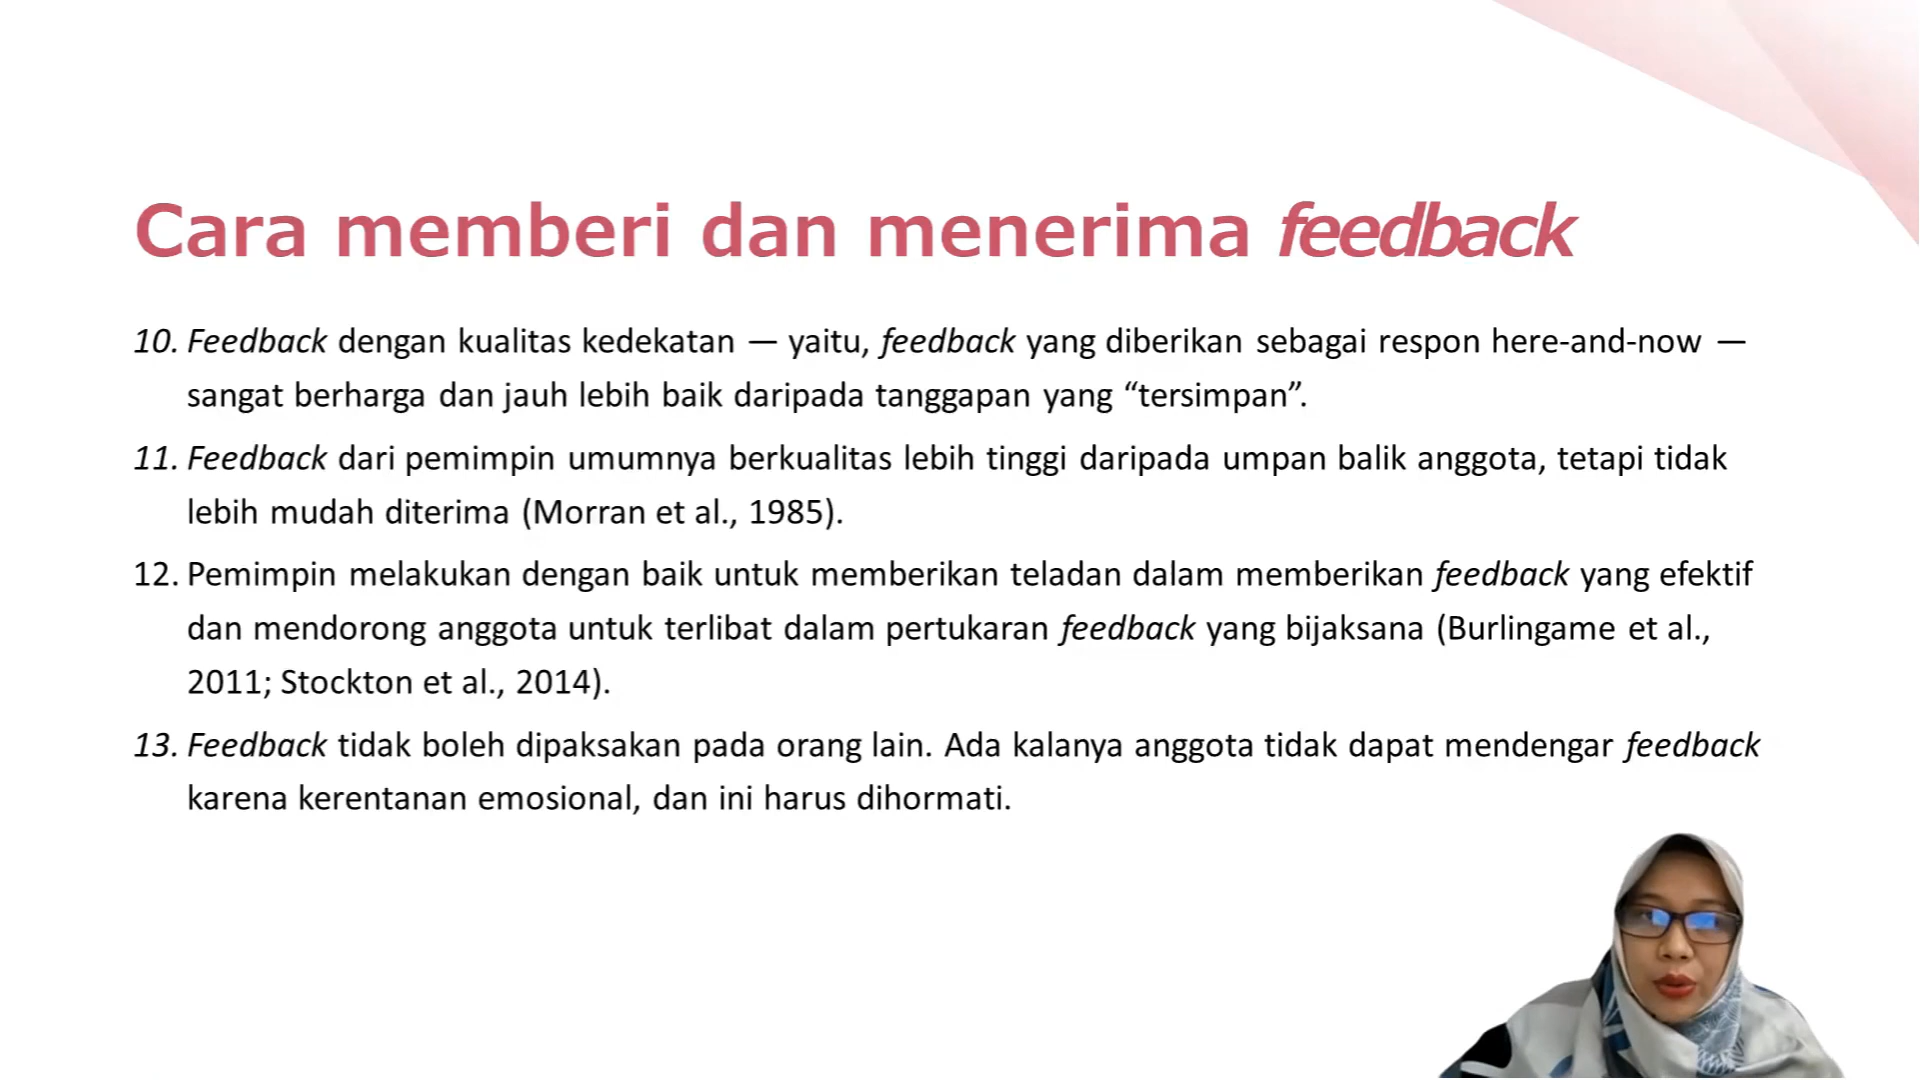 Cara memberi dan menerima feedback
10. Feedback dengan kualitas kedekatan — yaitu, feedback yang diberikan sebagai respon here-and-now —
sangat berharga dan jauh lebih baik daripada tanggapan yang “tersimpan”.
11. Feedback dari pemimpin umumnya berkualitas lebih tinggi daripada umpan balik anggota, tetapi tidak
lebih mudah diterima (Morran et al., 1985).
12. Pemimpin melakukan dengan baik untuk memberikan teladan dalam memberikan feedback yang efektif
dan mendorong anggota untuk terlibat dalam pertukaran feedback yang bijaksana (Burlingame et al.,
2011; Stockton et al., 2014).
13. Feedback tidak boleh dipaksakan pada orang lain. Ada kalanya anggota tidak dapat mendengar feedback
karena kerentanan emosional, dan ini harus dihormati.